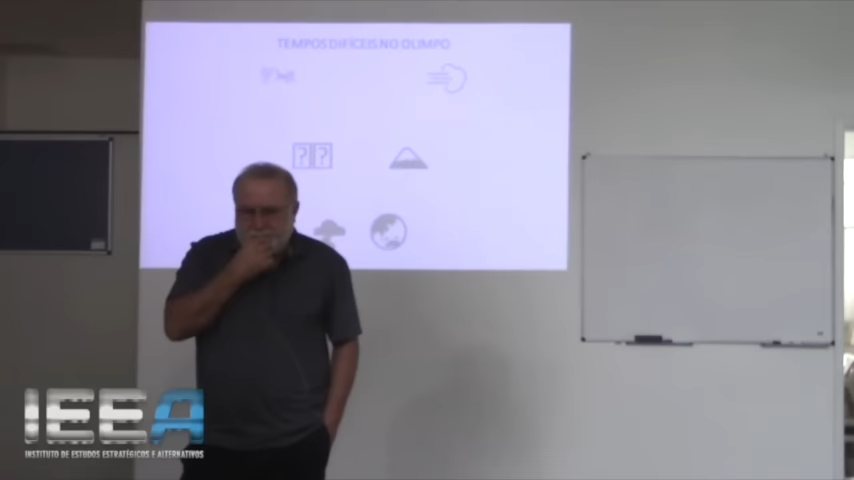 TEMPOS DIFÍCEIS NO OLIMPO
??
IEEA
INSTITUTO DE ESTUDOS ESTRATÉGICOS E ALTERNATIVOS